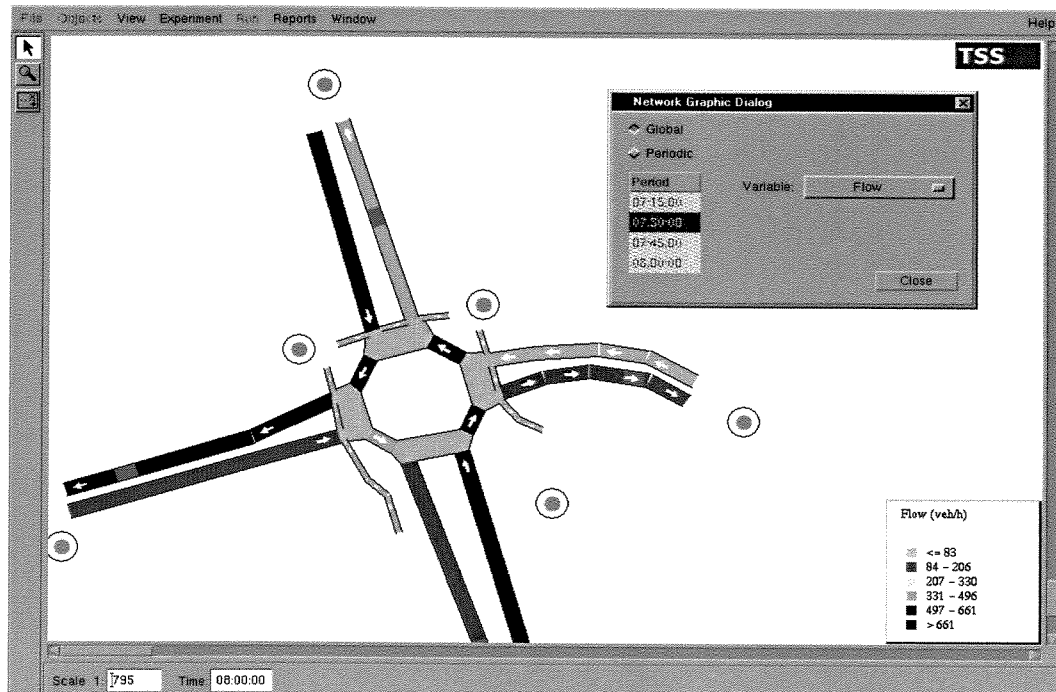 File Objects View Experiment Run Reports Window Help
TSS
Network Graphic Dialog
Global
Periodic
Period
Variable: Flow
07:15:00
07:30:00
07:45:00
08:00:00
Close
Flow (veh/h)
<= 83
84 - 206
207 - 330
331 - 496
497 - 661
> 661
Scale 1: 795 Time: 08:00:00